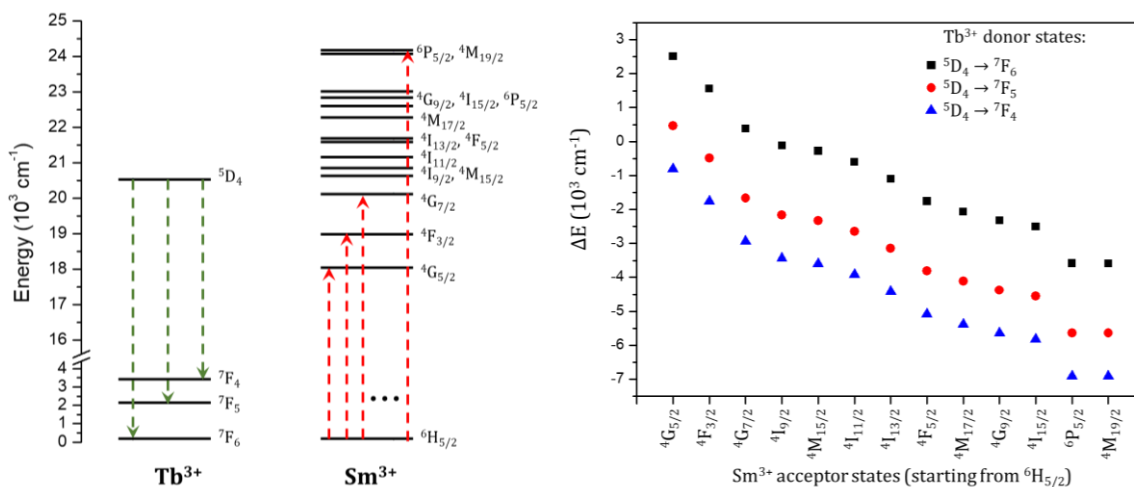 Energy (10³ cm⁻¹)
25
24
23
22
21
20
19
18
17
16
4
3
2
1
0
⁵D₄
⁷F₄
⁷F₅
⁷F₆
Tb³⁺
⁶P₅/₂, ⁴M₁₉/₂
⁴G₉/₂, ⁴I₁₅/₂, ⁶P₅/₂
⁴M₁₇/₂
⁴I₁₃/₂, ⁴F₅/₂
⁴I₁₁/₂
⁴I₉/₂, ⁴M₁₅/₂
⁴G₇/₂
⁴F₃/₂
⁴G₅/₂
⁶H₅/₂
Sm³⁺
ΔE (10³ cm⁻¹)
3
2
1
0
-1
-2
-3
-4
-5
-6
-7
Tb³⁺ donor states:
⁵D₄ → ⁷F₆
⁵D₄ → ⁷F₅
⁵D₄ → ⁷F₄
⁴G₅/₂
⁴F₃/₂
⁴G₇/₂
⁴I₉/₂
⁴M₁₅/₂
⁴I₁₁/₂
⁴I₁₃/₂
⁴F₅/₂
⁴M₁₇/₂
⁴G₉/₂
⁴I₁₅/₂
⁶P₅/₂
⁴M₁₉/₂
Sm³⁺ acceptor states (starting from ⁶H₅/₂)